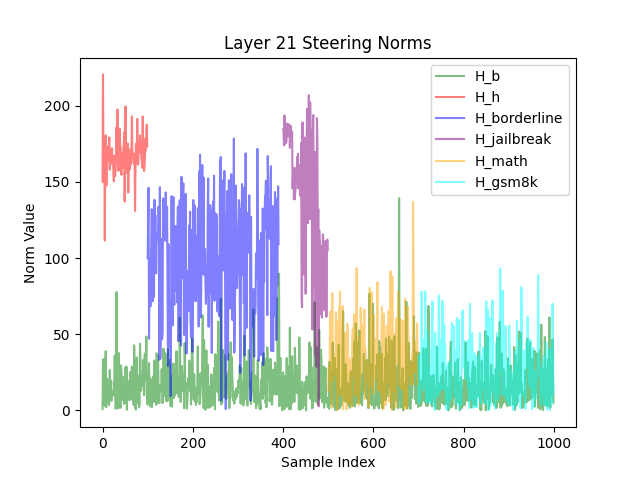 Layer 21 Steering Norms
Norm Value
200
150
100
50
0
0
200
400
600
800
1000
Sample Index
H_b
H_h
H_borderline
H_jailbreak
H_math
H_gsm8k